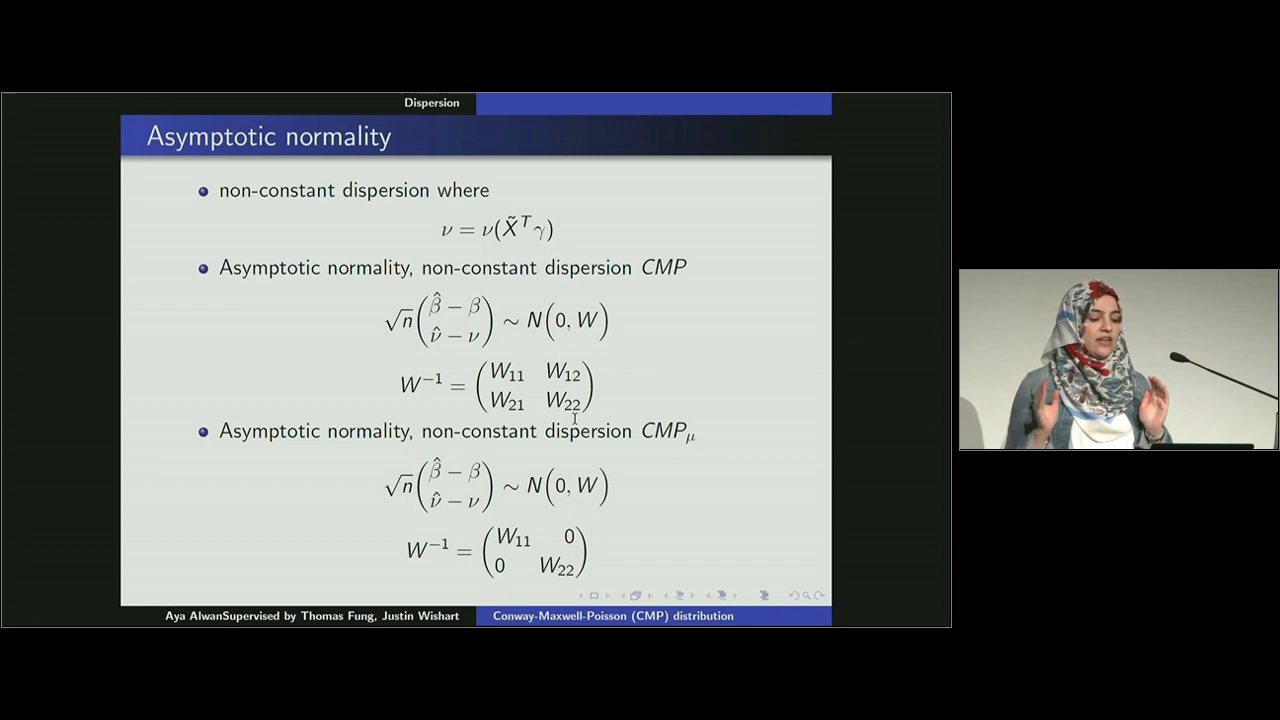 Dispersion
Asymptotic normality
non-constant dispersion where
ν = ν(X̃ᵀγ)
Asymptotic normality, non-constant dispersion CMP
√n(β̂ − β
ν̂ − ν) ∼ N(0, W)
W⁻¹ = (W₁₁ W₁₂
W₂₁ W₂₂)
Asymptotic normality, non-constant dispersion CMPμ
√n(β̂ − β
ν̂ − ν) ∼ N(0, W)
W⁻¹ = (W₁₁ 0
0 W₂₂)
Aya AlwanSupervised by Thomas Fung, Justin Wishart
Conway-Maxwell-Poisson (CMP) distribution